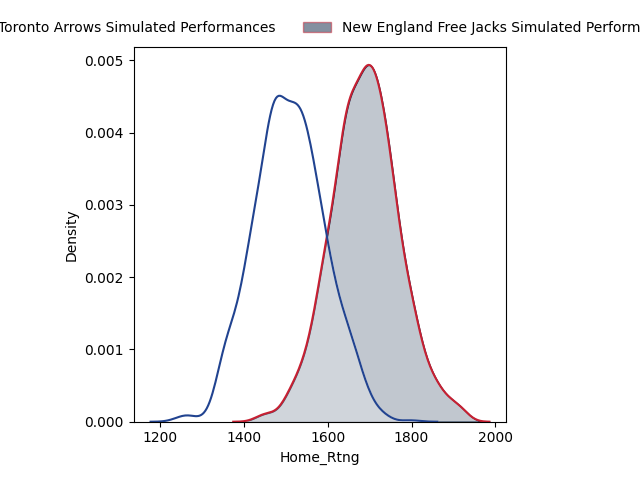 Toronto Arrows Simulated Performances
New England Free Jacks Simulated Perform
0.005
0.004
0.003
0.002
0.001
0.000
Density
1200 1400 1600 1800 2000
Home_Rtng